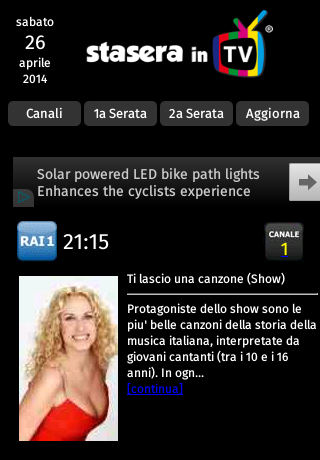 sabato
26
aprile
2014
stasera in TV®
Canali
1a Serata
2a Serata
Aggiorna
Solar powered LED bike path lights
Enhances the cyclists experience
RAI 1
21:15
CANALE
1
Ti lascio una canzone (Show)
Protagoniste dello show sono le
piu' belle canzoni della storia della
musica italiana, interpretate da
giovani cantanti (tra i 10 e i 16
anni). In ogn...
[continua]